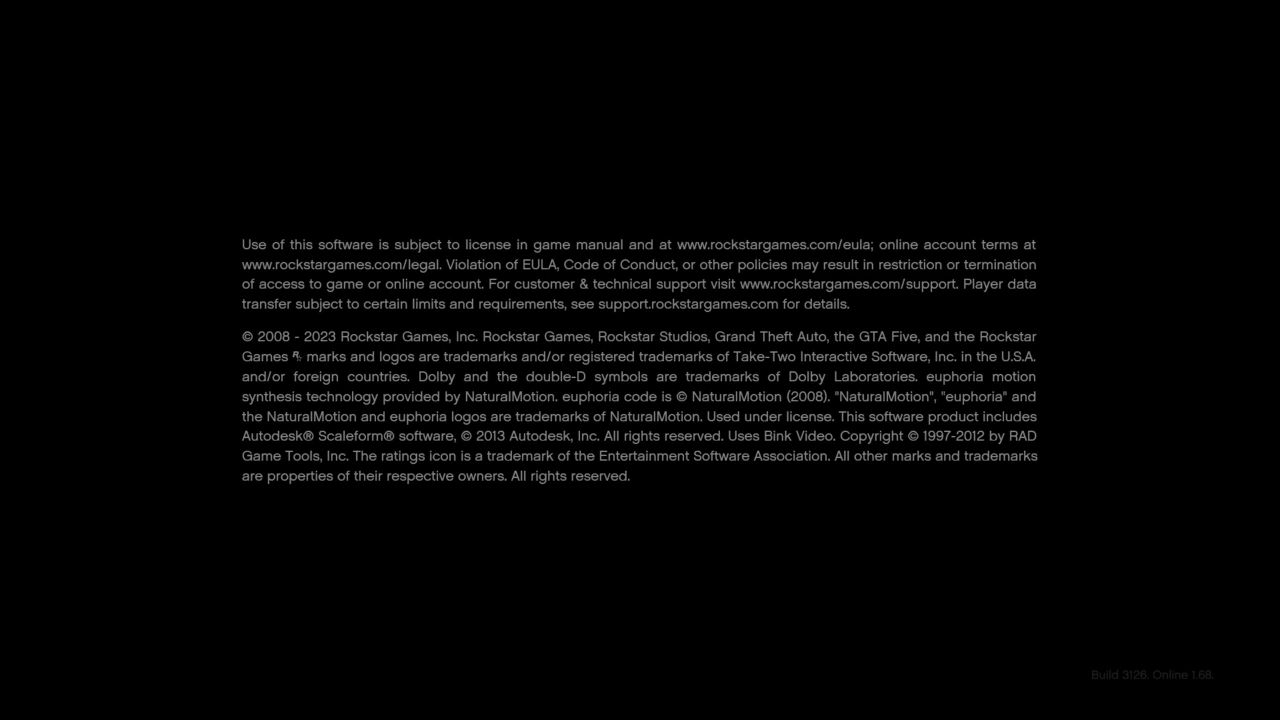 Use of this software is subject to license in game manual and at www.rockstargames.com/eula; online account terms at
www.rockstargames.com/legal. Violation of EULA, Code of Conduct, or other policies may result in restriction or termination
of access to game or online account. For customer & technical support visit www.rockstargames.com/support. Player data
transfer subject to certain limits and requirements, see support.rockstargames.com for details.
© 2008 - 2023 Rockstar Games, Inc. Rockstar Games, Rockstar Studios, Grand Theft Auto, the GTA Five, and the Rockstar
Games R* marks and logos are trademarks and/or registered trademarks of Take-Two Interactive Software, Inc. in the U.S.A.
and/or foreign countries. Dolby and the double-D symbols are trademarks of Dolby Laboratories. euphoria motion
synthesis technology provided by NaturalMotion. euphoria code is © NaturalMotion (2008). "NaturalMotion", "euphoria" and
the NaturalMotion and euphoria logos are trademarks of NaturalMotion. Used under license. This software product includes
Autodesk® Scaleform® software, © 2013 Autodesk, Inc. All rights reserved. Uses Bink Video. Copyright © 1997-2012 by RAD
Game Tools, Inc. The ratings icon is a trademark of the Entertainment Software Association. All other marks and trademarks
are properties of their respective owners. All rights reserved.
Build 3126. Online 1.68.